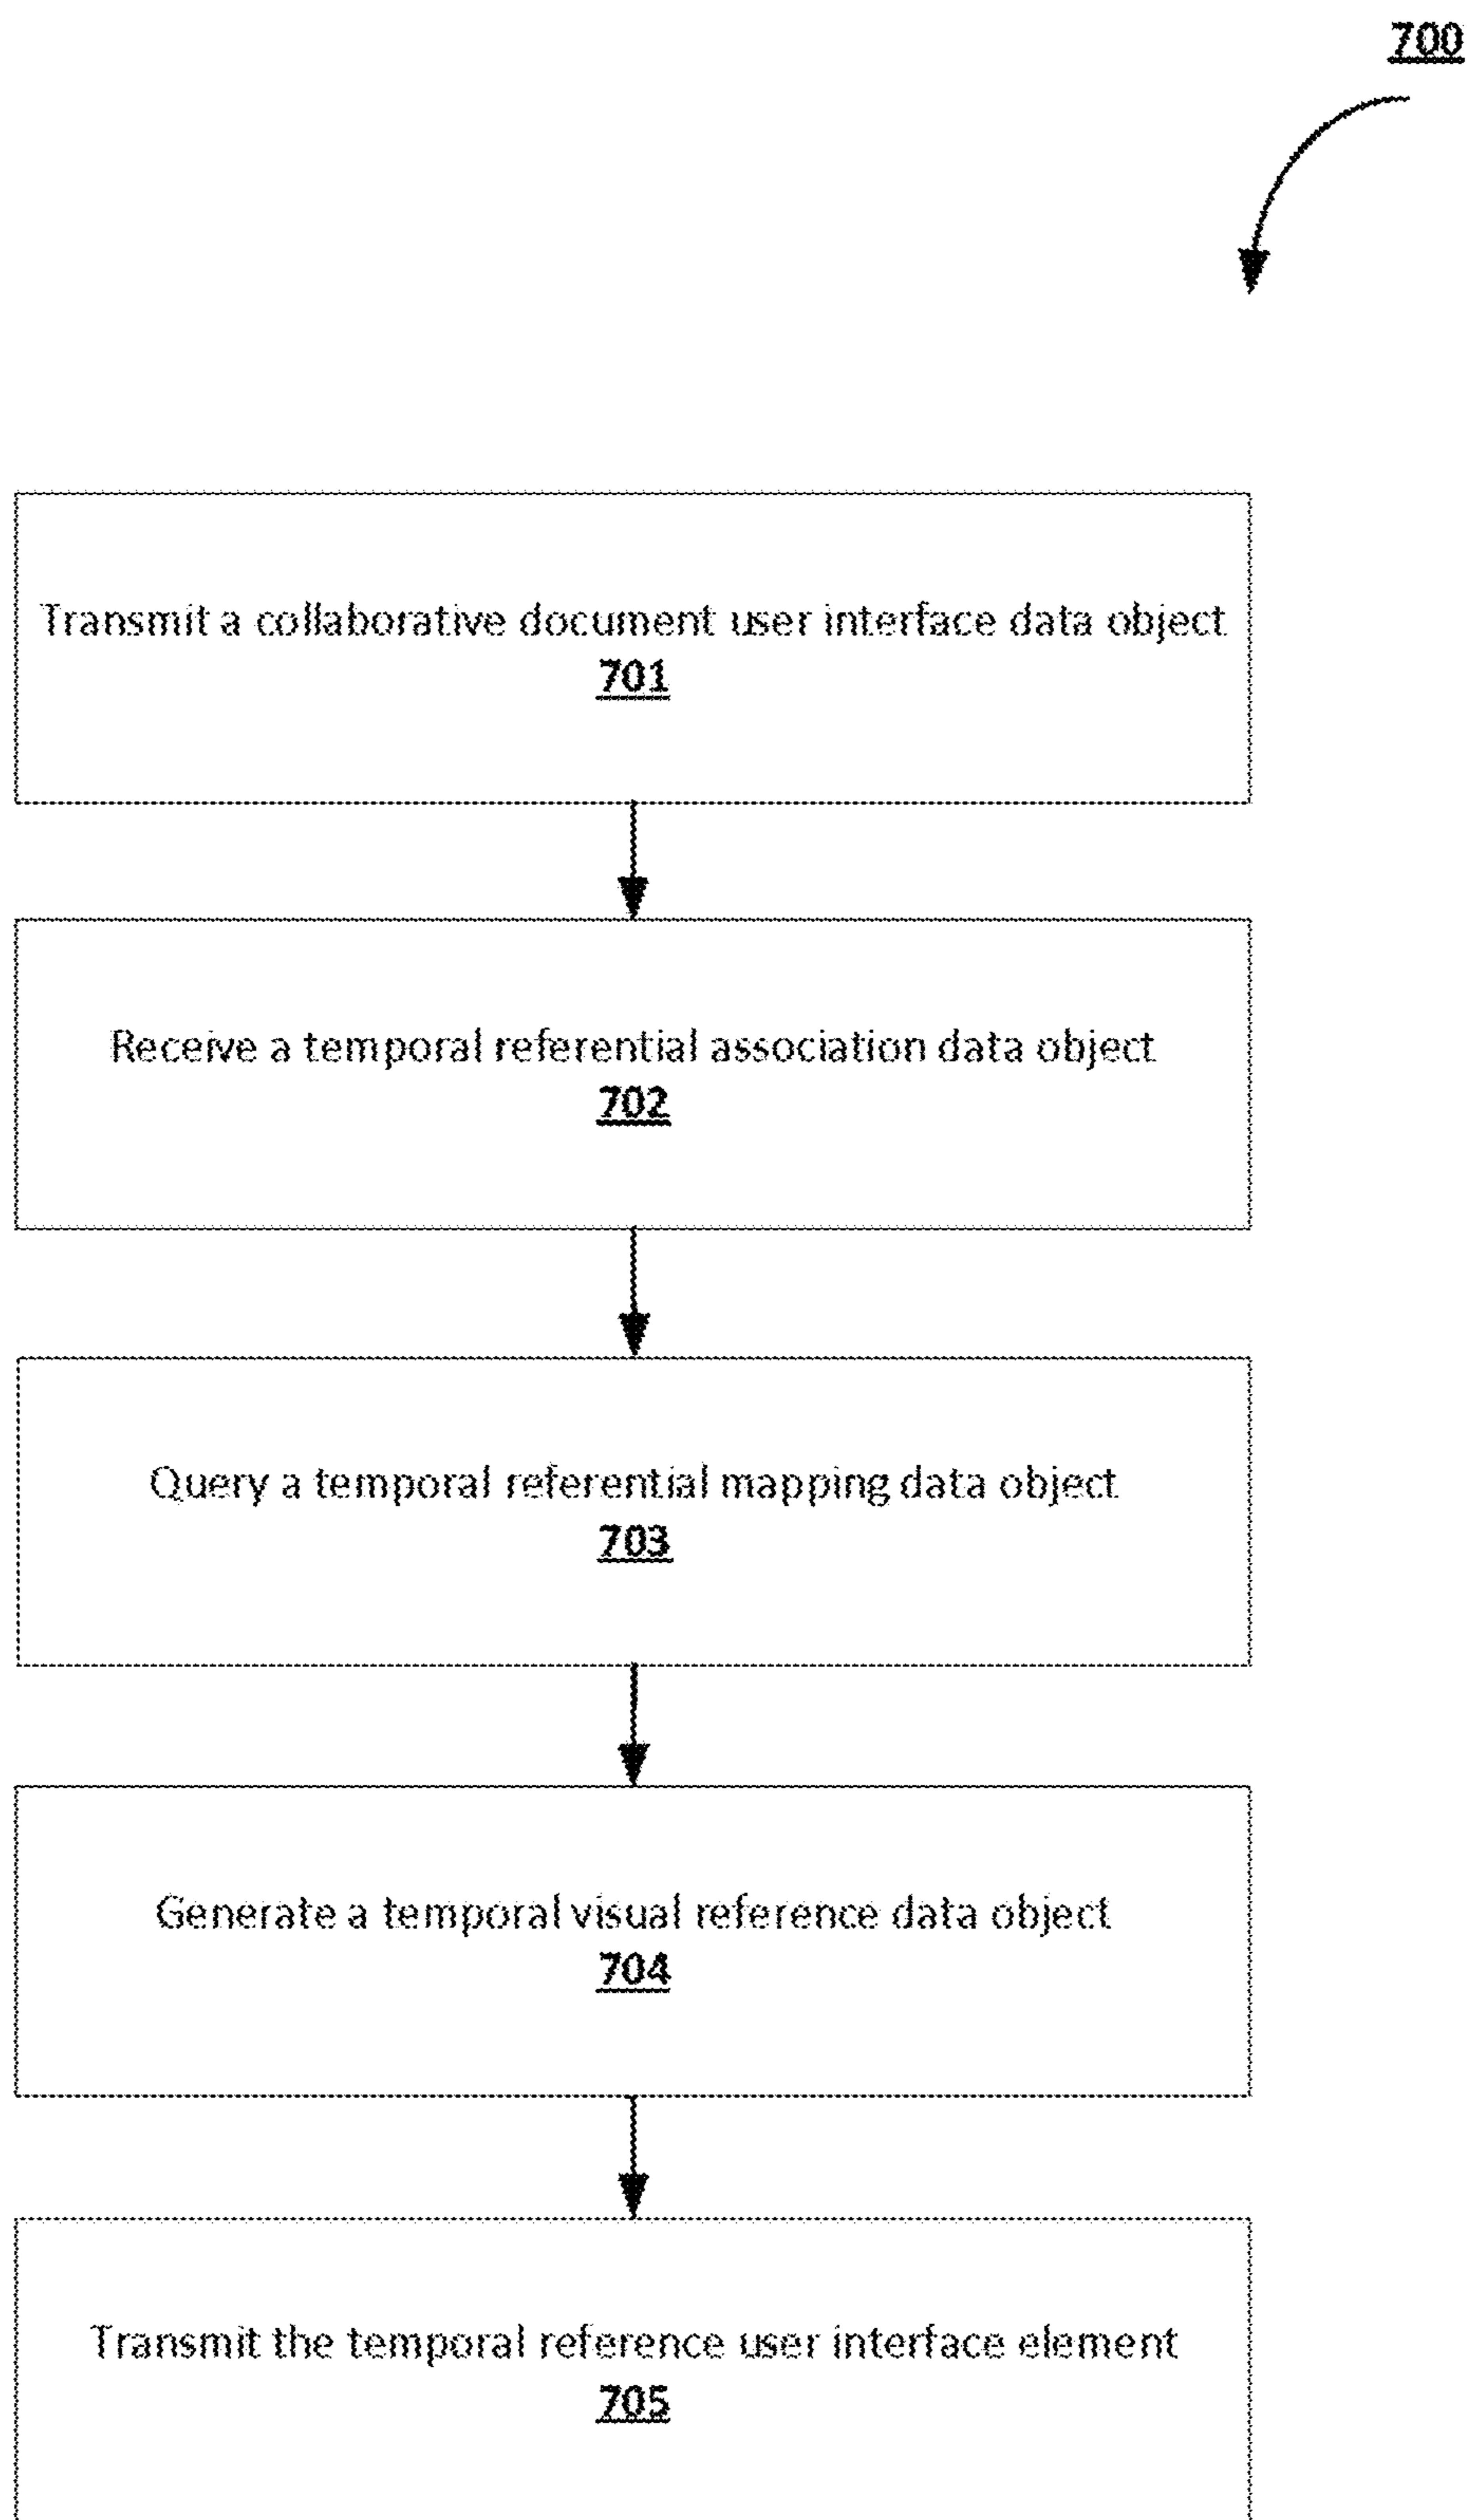 700
Transmit a collaborative document user interface data object
701
Receive a temporal referential association data object
702
Query a temporal referential mapping data object
703
Generate a temporal visual reference data object
704
Transmit the temporal reference user interface element
705